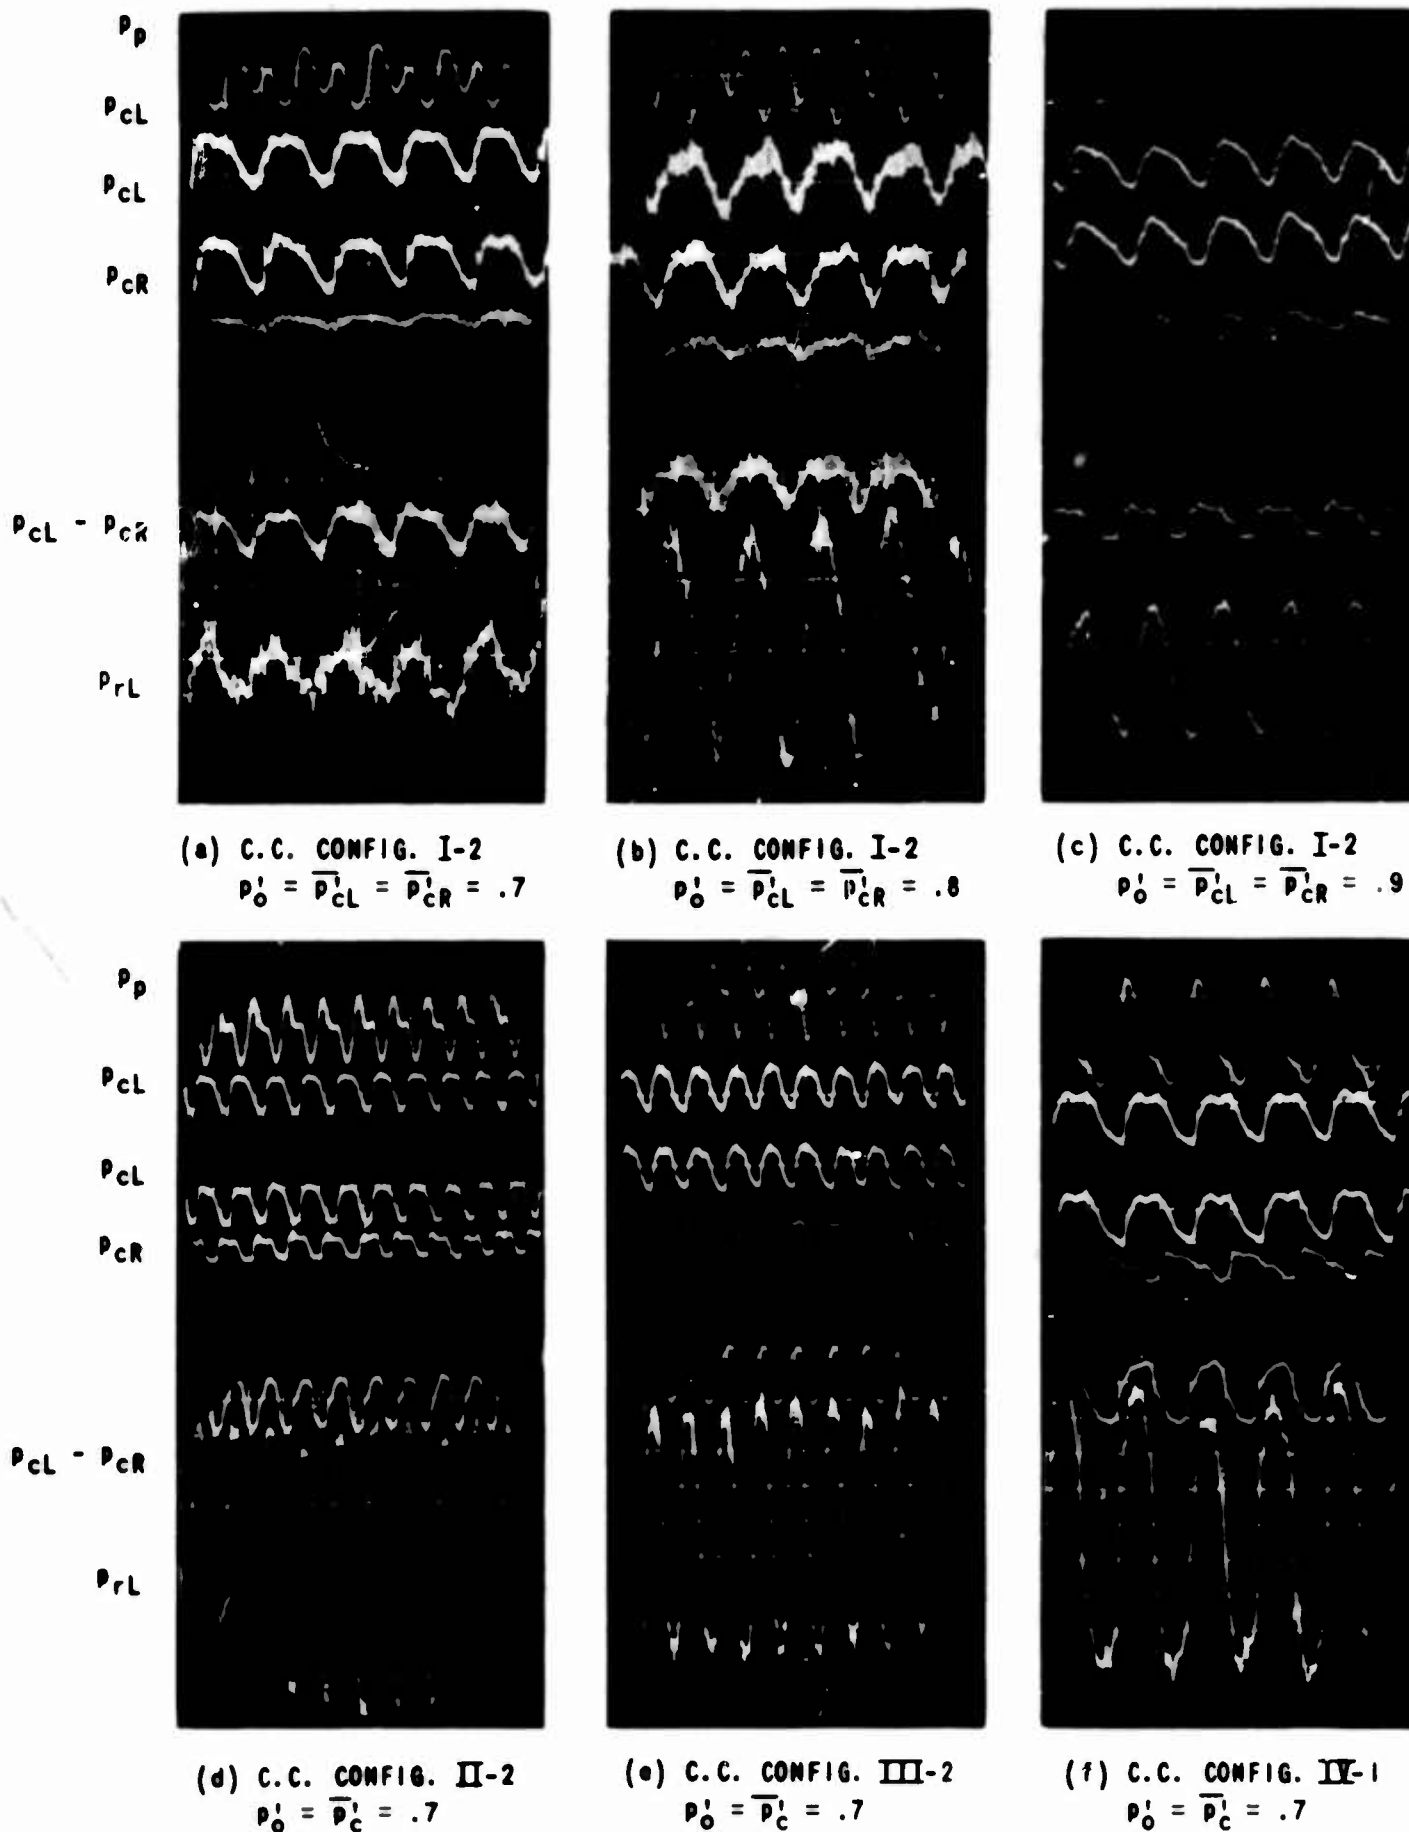 Pp
PcL
PcL
PcR
PcL - PcR
PrL
(a) C.C. CONFIG. I-2
p'o = p̅'cL = p̅'cR = .7
(b) C.C. CONFIG. I-2
p'o = p̅'cL = p̅'cR = .8
(c) C.C. CONFIG. I-2
p'o = p̅'cL = p̅'cR = .9
Pp
PcL
PcL
PcR
PcL - PcR
PrL
(d) C.C. CONFIG. II-2
p'o = p̅'c = .7
(e) C.C. CONFIG. III-2
p'o = p̅'c = .7
(f) C.C. CONFIG. IV-1
p'o = p̅'c = .7